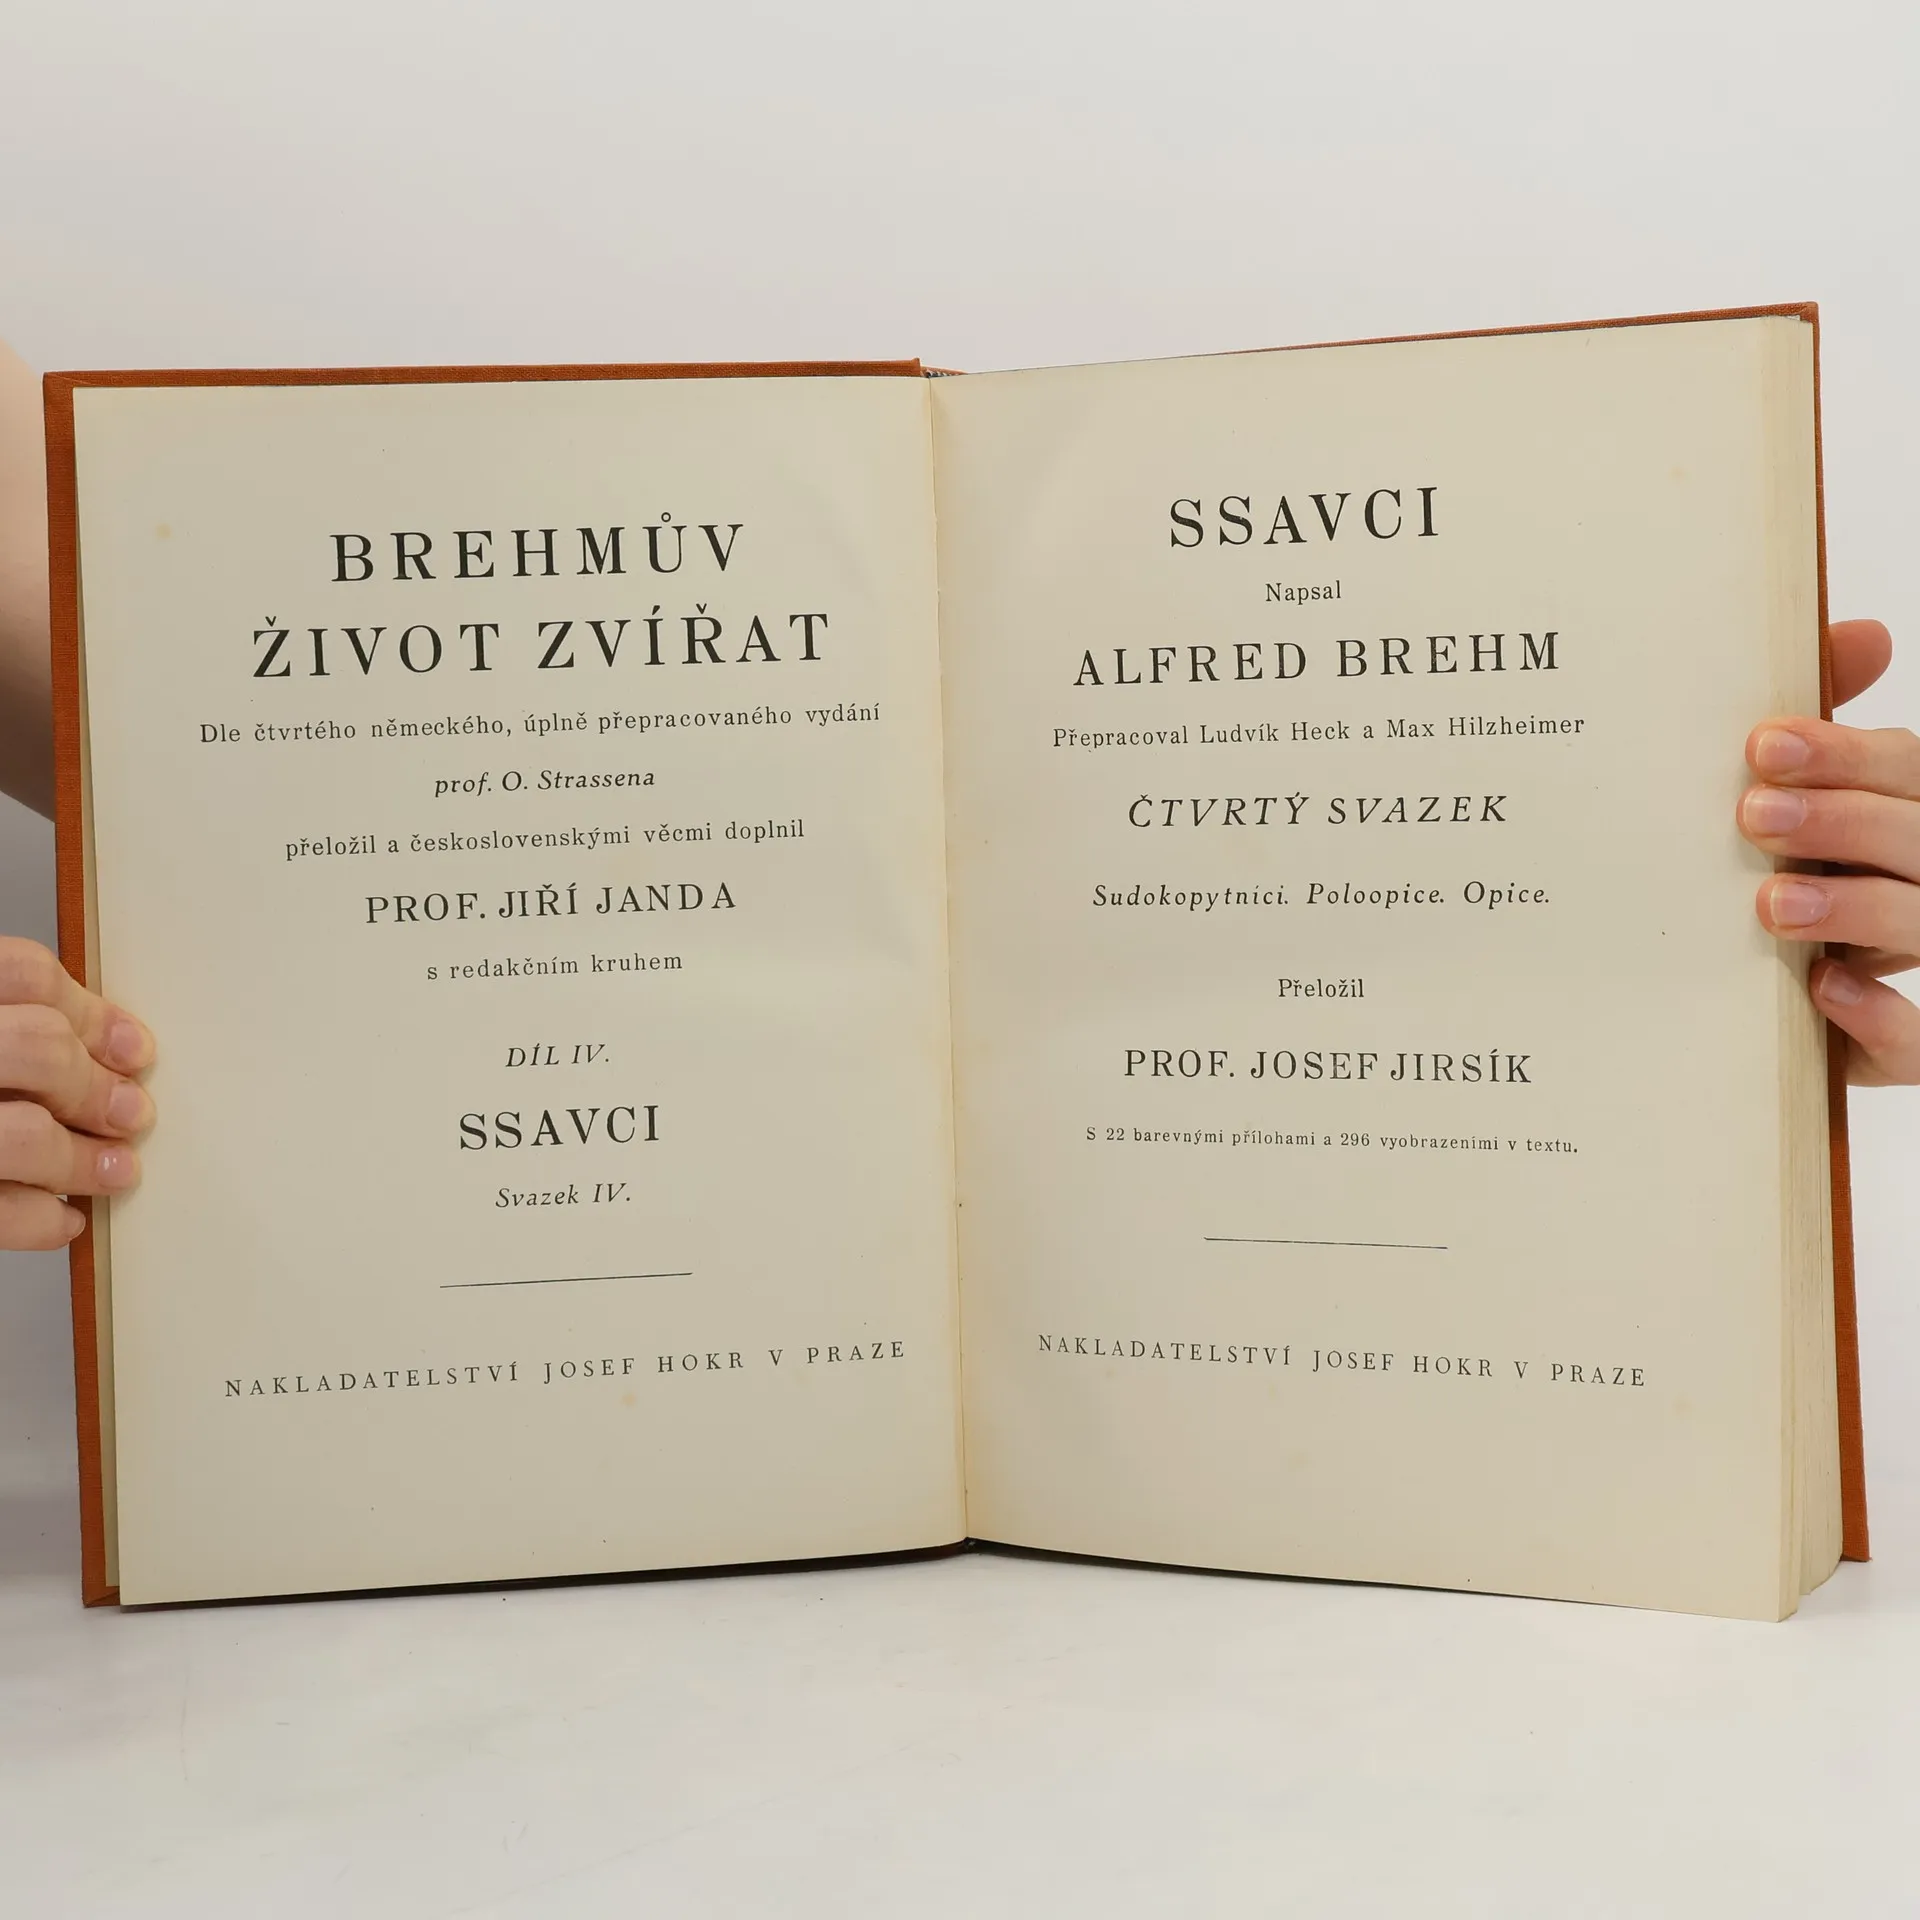 BREHMŮV
ŽIVOT ZVÍŘAT
Dle čtvrtého německého, úplně přepracovaného vydání
prof. O. Strassena
přeložil a československými věcmi doplnil
PROF. JIŘÍ JANDA
s redakčním kruhem
DÍL IV.
SSAVCI
Svazek IV.
NAKLADATELSTVÍ JOSEF HOKR V PRAZE
SSAVCI
Napsal
ALFRED BREHM
Přepracoval Ludvík Heck a Max Hilzheimer
ČTVRTÝ SVAZEK
Sudokopytníci. Poloopice. Opice.
Přeložil
PROF. JOSEF JIRSÍK
S 22 barevnými přílohami a 296 vyobrazeními v textu.
NAKLADATELSTVÍ JOSEF HOKR V PRAZE